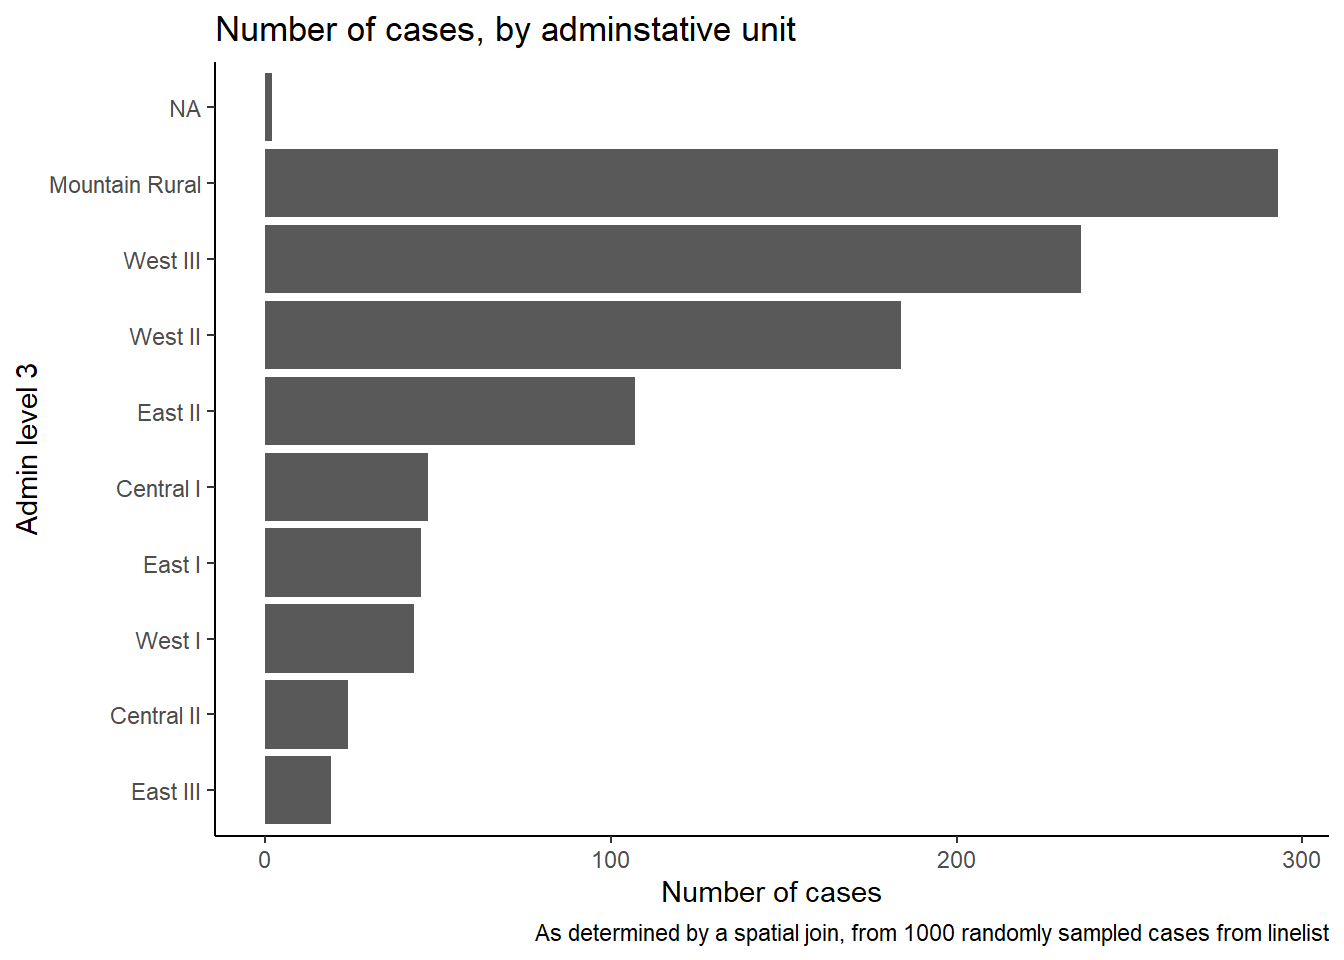 Number of cases, by adminstative unit
NA
Mountain Rural
West III
West II
East II
Central I
East I
West I
Central II
East III
Admin level 3
0 100 200 300
Number of cases
As determined by a spatial join, from 1000 randomly sampled cases from linelist